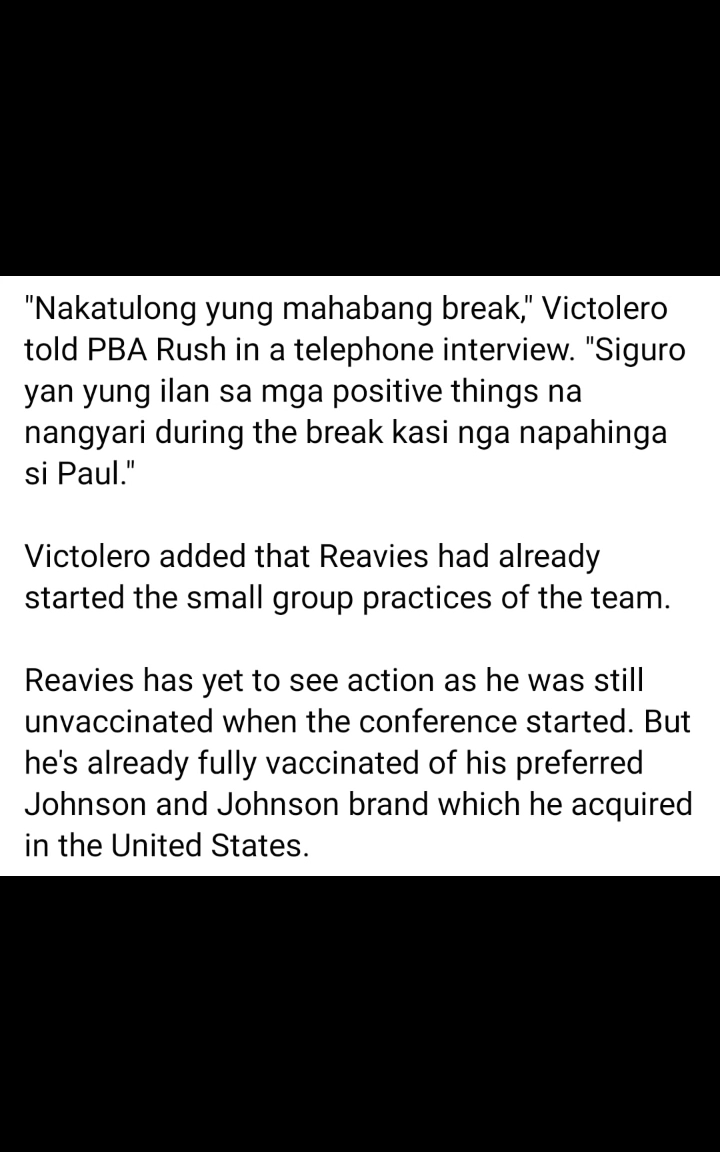 "Nakatulong yung mahabang break," Victolero
told PBA Rush in a telephone interview. "Siguro
yan yung ilan sa mga positive things na
nangyari during the break kasi nga napahinga
si Paul."
Victolero added that Reavies had already
started the small group practices of the team.
Reavies has yet to see action as he was still
unvaccinated when the conference started. But
he's already fully vaccinated of his preferred
Johnson and Johnson brand which he acquired
in the United States.